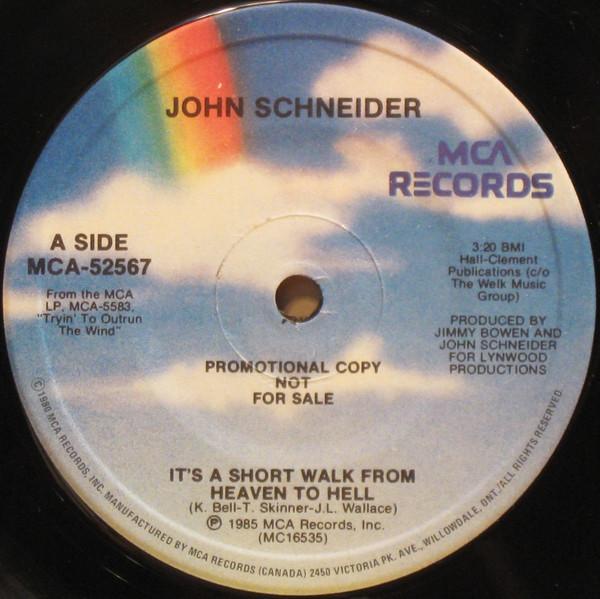 JOHN SCHNEIDER
MCA
RECORDS
A SIDE
MCA-52567
From the MCA
LP, MCA-5583,
"Tryin' To Outrun
The Wind"
3:20 BMI
Hall-Clement
Publications (c/o
The Welk Music
Group)
PRODUCED BY
JIMMY BOWEN AND
JOHN SCHNEIDER
FOR LYNWOOD
PRODUCTIONS
PROMOTIONAL COPY
NOT
FOR SALE
IT'S A SHORT WALK FROM
HEAVEN TO HELL
(K. Bell-T. Skinner-J.L. Wallace)
℗ 1985 MCA Records, Inc.
(MC16535)
©1980 MCA RECORDS, INC. MANUFACTURED BY MCA RECORDS (CANADA) 2450 VICTORIA PK. AVE., WILLOWDALE, ONT./ALL RIGHTS RESERVED